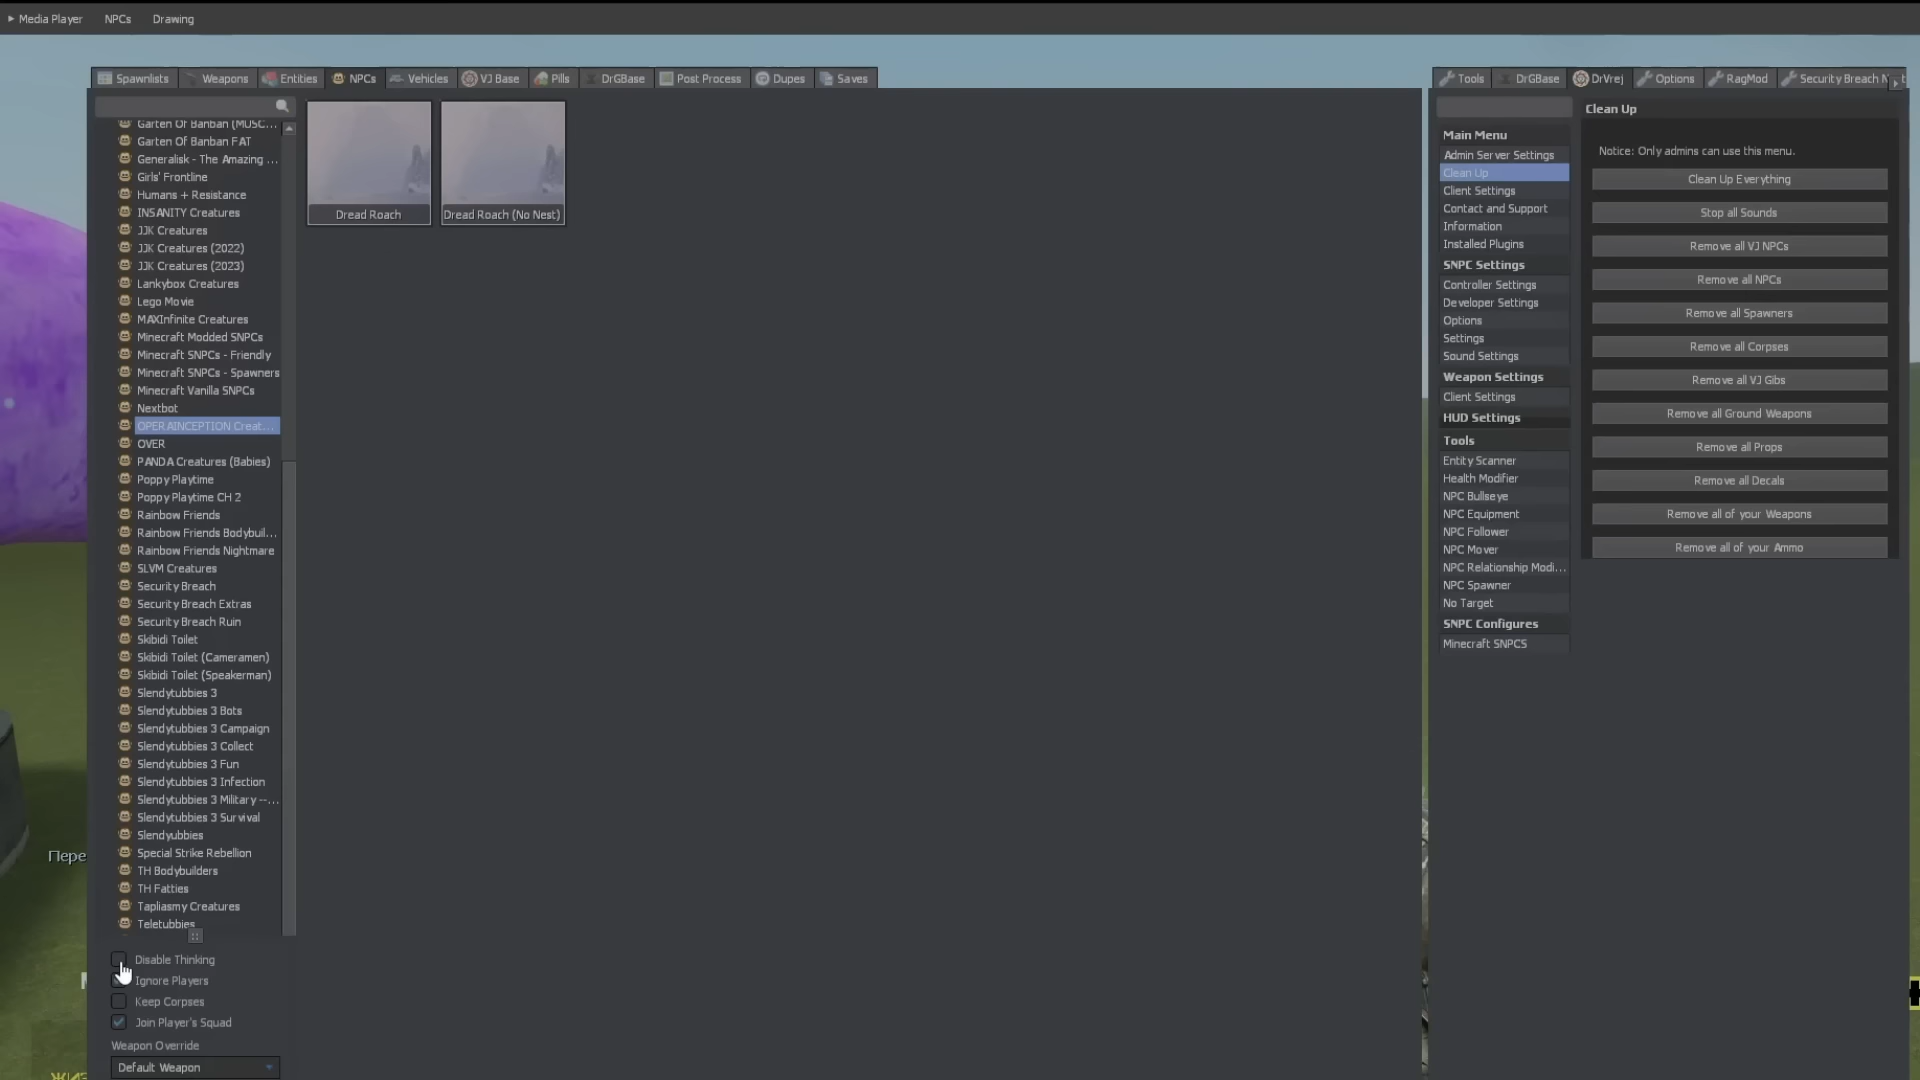 Media Player
NPCs
Drawing
Spawnlists
Weapons
Entities
NPCs
Vehicles
VJ Base
Pills
DrGBase
Post Process
Dupes
Saves
Garten Of Banban (MUSC...
Garten Of Banban FAT
Generalisk - The Amazing ...
Girls' Frontline
Humans + Resistance
INSANITY Creatures
JJK Creatures
JJK Creatures (2022)
JJK Creatures (2023)
Lankybox Creatures
Lego Movie
MAXInfinite Creatures
Minecraft Modded SNPCs
Minecraft SNPCs - Friendly
Minecraft SNPCs - Spawners
Minecraft Vanilla SNPCs
Nextbot
OPERAINCEPTION Creat...
OVER
PANDA Creatures (Babies)
Poppy Playtime
Poppy Playtime CH 2
Rainbow Friends
Rainbow Friends Bodybuil...
Rainbow Friends Nightmare
SLVM Creatures
Security Breach
Security Breach Extras
Security Breach Ruin
Skibidi Toilet
Skibidi Toilet (Cameramen)
Skibidi Toilet (Speakerman)
Slendytubbies 3
Slendytubbies 3 Bots
Slendytubbies 3 Campaign
Slendytubbies 3 Collect
Slendytubbies 3 Fun
Slendytubbies 3 Infection
Slendytubbies 3 Military --...
Slendytubbies 3 Survival
Slendyubbies
Special Strike Rebellion
TH Bodybuilders
TH Fatties
Tapliasmy Creatures
Teletubbies
Disable Thinking
Ignore Players
Keep Corpses
Join Player's Squad
Weapon Override
Default Weapon
Dread Roach
Dread Roach (No Nest)
Пере
Tools
DrGBase
DrVrej
Options
RagMod
Security Breach N
Main Menu
Admin Server Settings
Clean Up
Client Settings
Contact and Support
Information
Installed Plugins
SNPC Settings
Controller Settings
Developer Settings
Options
Settings
Sound Settings
Weapon Settings
Client Settings
HUD Settings
Tools
Entity Scanner
Health Modifier
NPC Bullseye
NPC Equipment
NPC Follower
NPC Mover
NPC Relationship Modi...
NPC Spawner
No Target
SNPC Configures
Minecraft SNPCS
Clean Up
Notice: Only admins can use this menu.
Clean Up Everything
Stop all Sounds
Remove all VJ NPCs
Remove all NPCs
Remove all Spawners
Remove all Corpses
Remove all VJ Gibs
Remove all Ground Weapons
Remove all Props
Remove all Decals
Remove all of your Weapons
Remove all of your Ammo